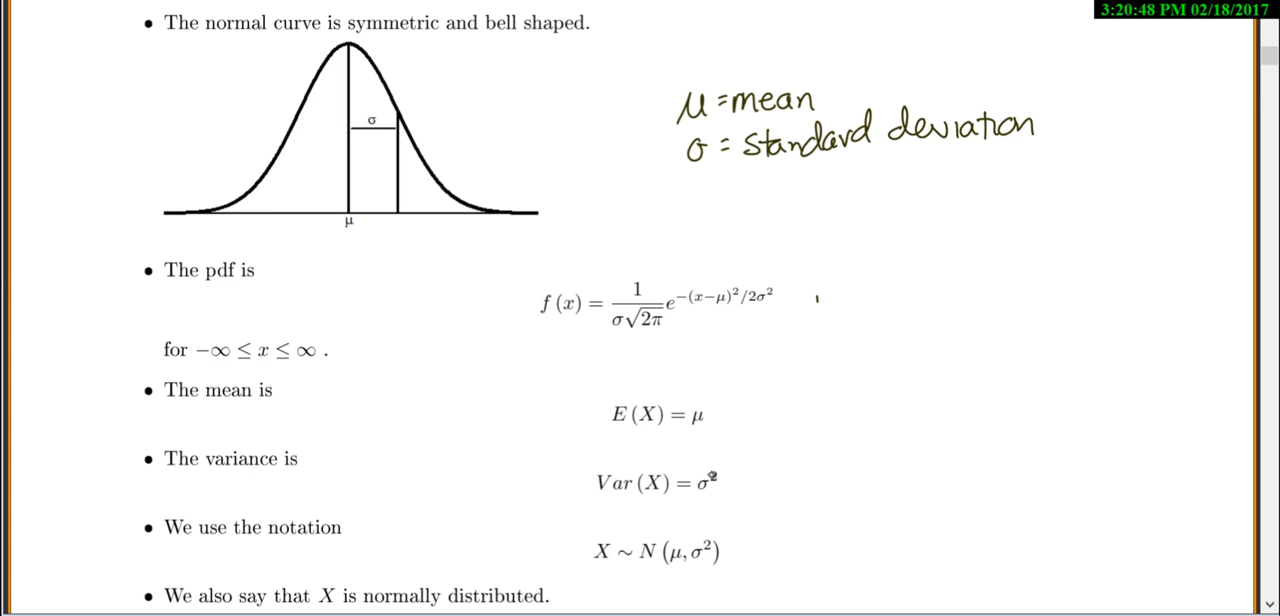 3:20:48 PM 02/18/2017
• The normal curve is symmetric and bell shaped.
σ
μ
μ = mean
σ = standard deviation
• The pdf is
f (x) = 1/(σ√2π) e^−(x−μ)²/2σ²
for −∞ ≤ x ≤ ∞ .
• The mean is
E (X) = μ
• The variance is
Var (X) = σ²
• We use the notation
X ∼ N (μ, σ²)
• We also say that X is normally distributed.